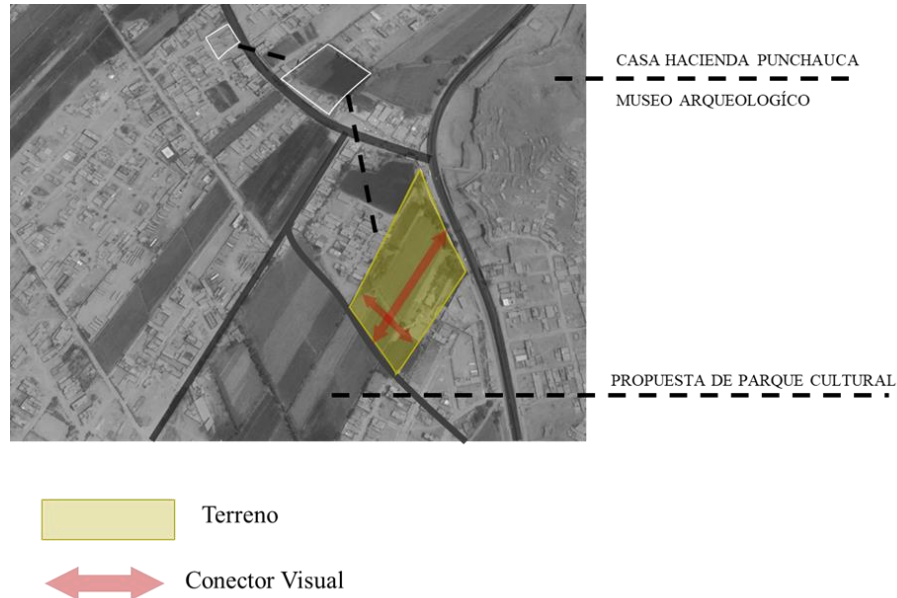 CASA HACIENDA PUNCHAUCA
MUSEO ARQUEOLOGÍCO
PROPUESTA DE PARQUE CULTURAL
Terreno
Conector Visual